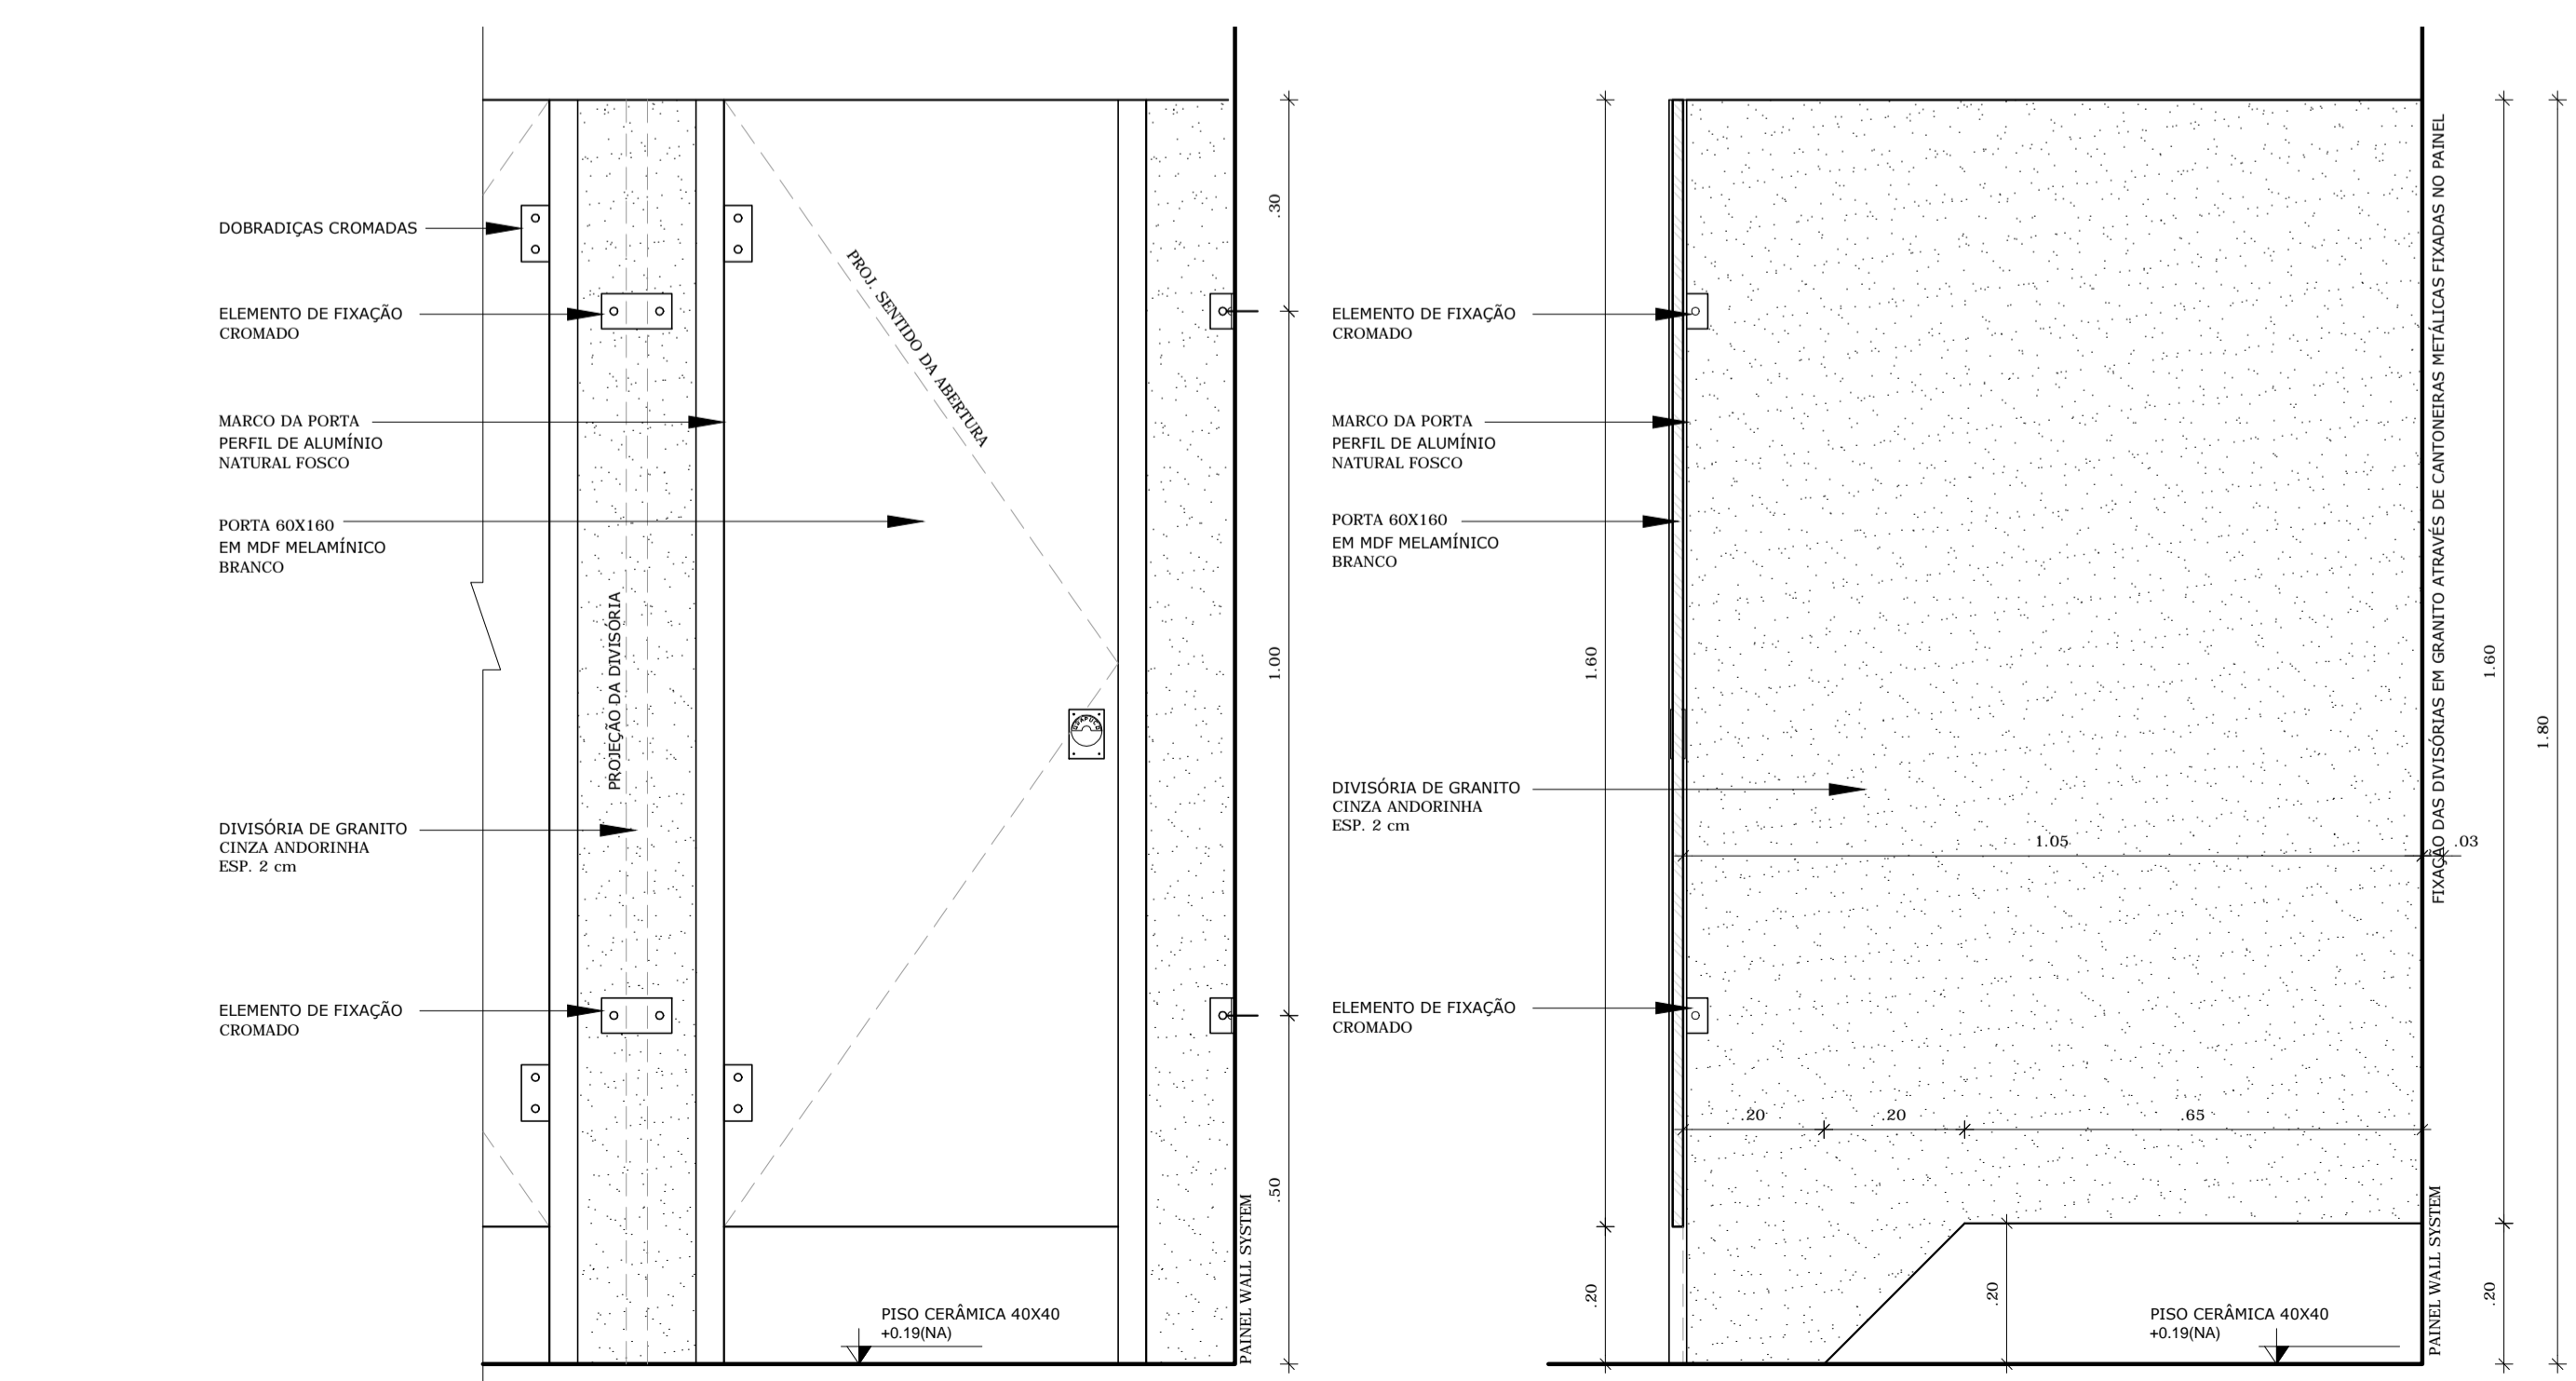 DOBRADIÇAS CROMADAS
ELEMENTO DE FIXAÇÃO
CROMADO
MARCO DA PORTA
PERFIL DE ALUMÍNIO
NATURAL FOSCO
PORTA 60X160
EM MDF MELAMÍNICO
BRANCO
DIVISÓRIA DE GRANITO
CINZA ANDORINHA
ESP. 2 cm
ELEMENTO DE FIXAÇÃO
CROMADO
PROJEÇÃO DA DIVISÓRIA
PROJ. SENTIDO DA ABERTURA
PISO CERÂMICA 40X40
+0.19(NA)
PAINEL WALL SYSTEM
.30
1.00
.50
ELEMENTO DE FIXAÇÃO
CROMADO
MARCO DA PORTA
PERFIL DE ALUMÍNIO
NATURAL FOSCO
PORTA 60X160
EM MDF MELAMÍNICO
BRANCO
DIVISÓRIA DE GRANITO
CINZA ANDORINHA
ESP. 2 cm
ELEMENTO DE FIXAÇÃO
CROMADO
1.60
.20
1.05
.03
.20
.20
.65
.20
PISO CERÂMICA 40X40
+0.19(NA)
FIXAÇÃO DAS DIVISÓRIAS EM GRANITO ATRAVÉS DE CANTONEIRAS METÁLICAS FIXADAS NO PAINEL
PAINEL WALL SYSTEM
1.60
.20
1.80